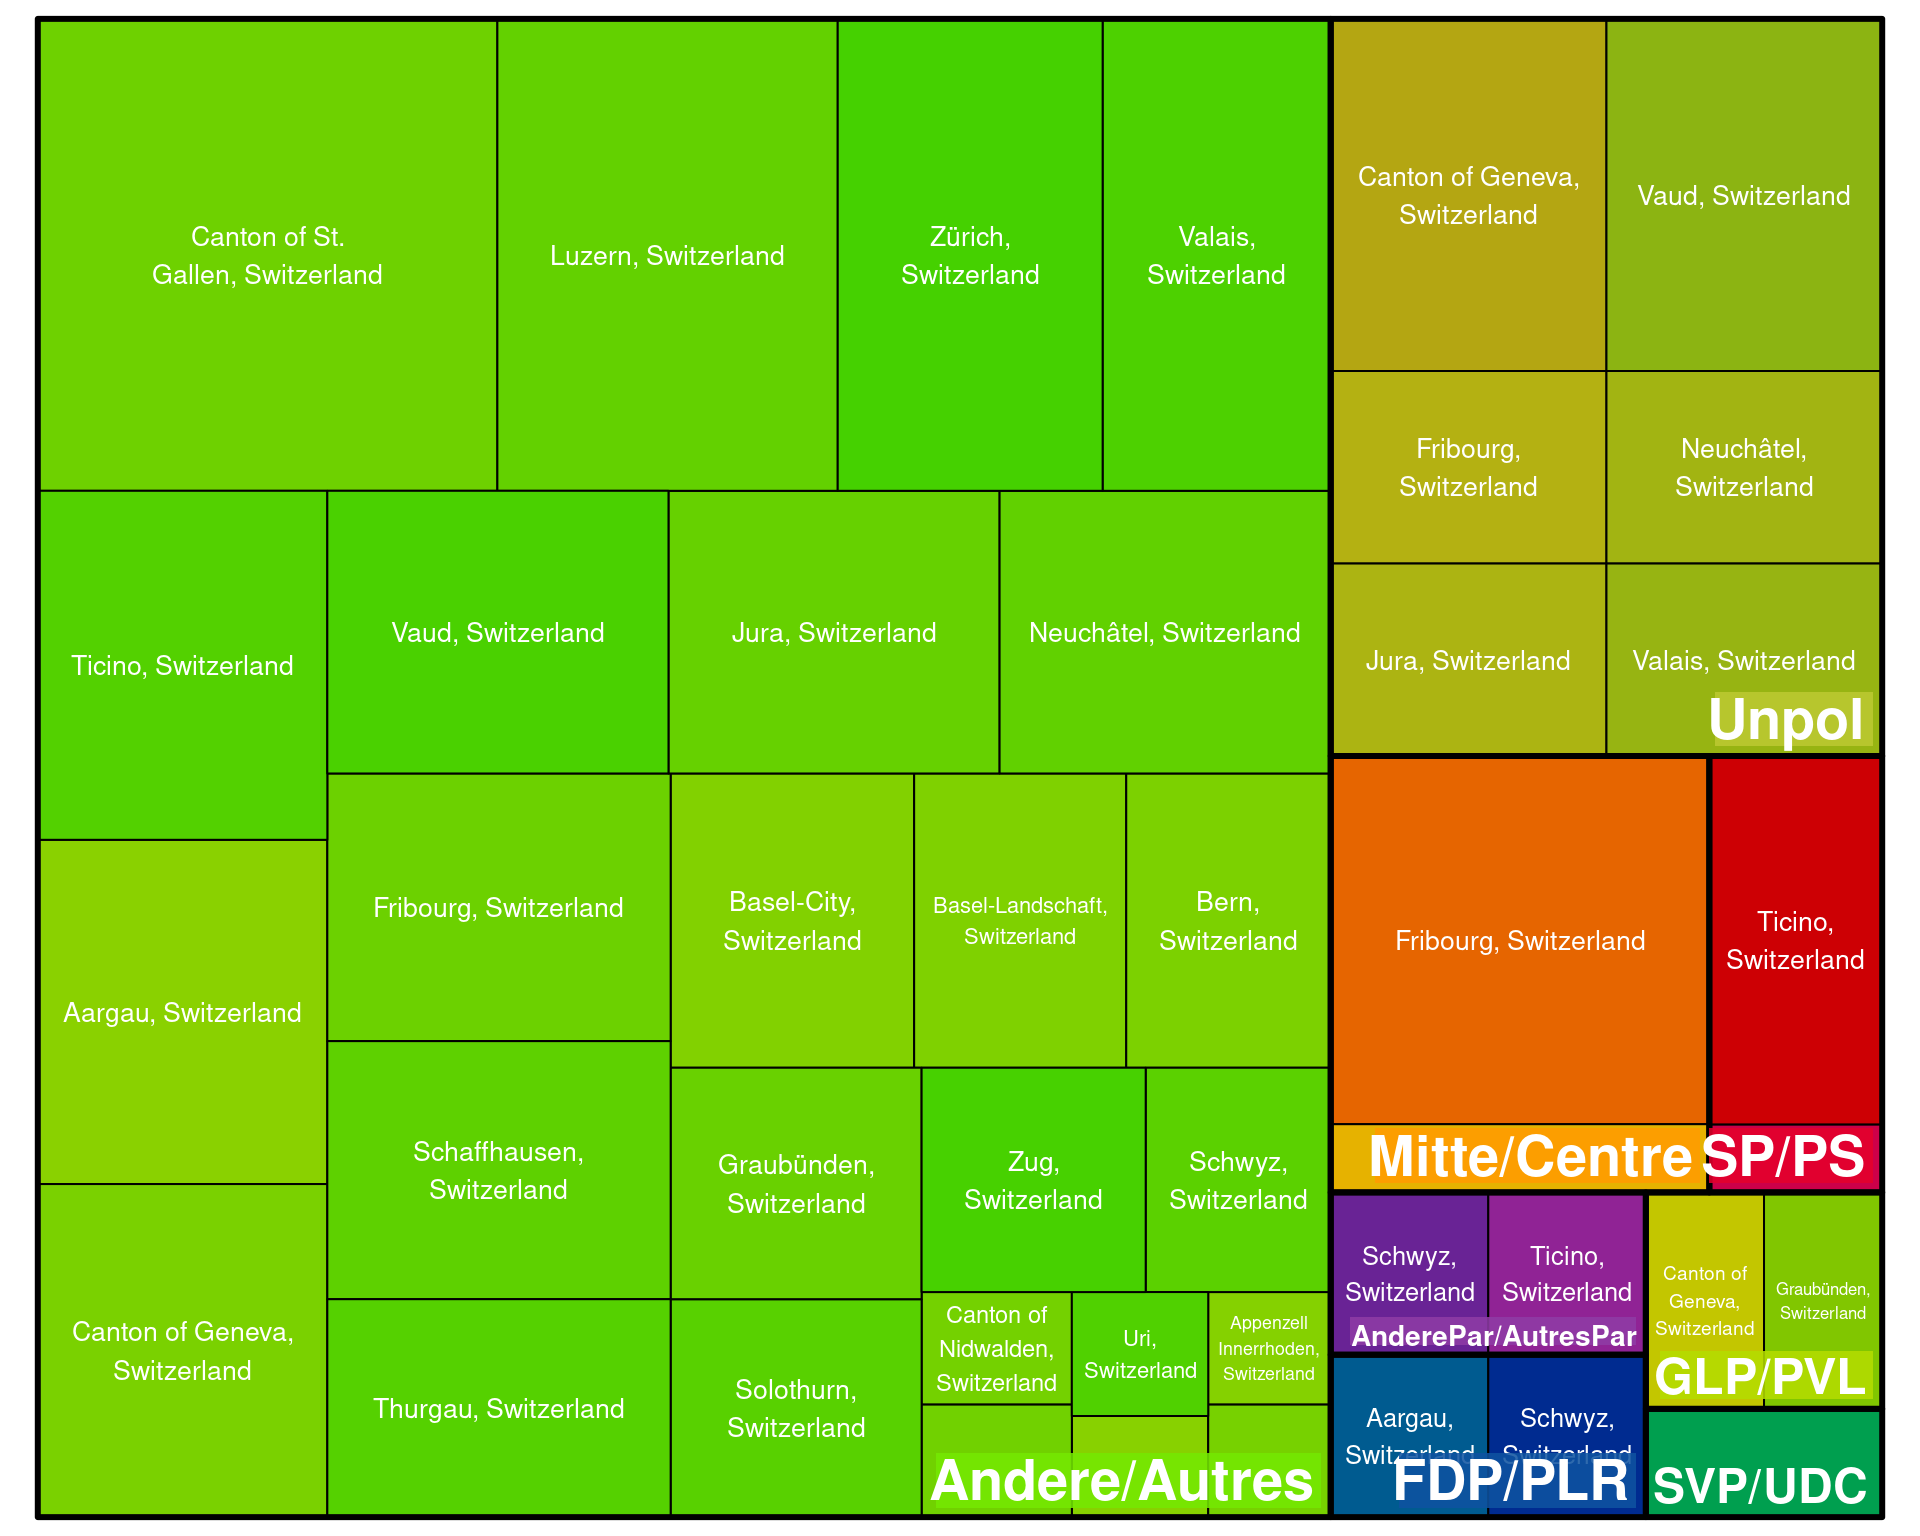 Canton of St.
Gallen, Switzerland
Luzern, Switzerland
Zürich,
Switzerland
Valais,
Switzerland
Ticino, Switzerland
Vaud, Switzerland
Jura, Switzerland
Neuchâtel, Switzerland
Aargau, Switzerland
Fribourg, Switzerland
Basel-City,
Switzerland
Basel-Landschaft,
Switzerland
Bern,
Switzerland
Canton of Geneva,
Switzerland
Schaffhausen,
Switzerland
Graubünden,
Switzerland
Zug,
Switzerland
Schwyz,
Switzerland
Thurgau, Switzerland
Solothurn,
Switzerland
Canton of
Nidwalden,
Switzerland
Uri,
Switzerland
Appenzell
Innerrhoden,
Switzerland
Andere/Autres
Canton of Geneva,
Switzerland
Vaud, Switzerland
Fribourg,
Switzerland
Neuchâtel,
Switzerland
Jura, Switzerland
Valais, Switzerland
Unpol
Fribourg, Switzerland
Mitte/Centre
Ticino,
Switzerland
SP/PS
Schwyz,
Switzerland
Ticino,
Switzerland
AnderePar/AutresPar
Canton of
Geneva,
Switzerland
Graubünden,
Switzerland
GLP/PVL
Aargau,
Switzerland
Schwyz,
Switzerland
FDP/PLR
SVP/UDC